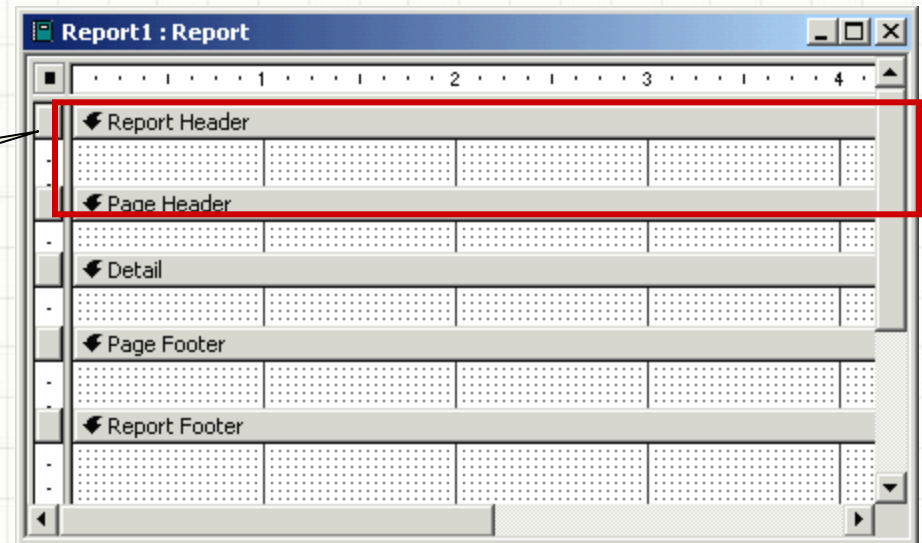 Report1 : Report
1 2 3 4
Report Header
Page Header
Detail
Page Footer
Report Footer